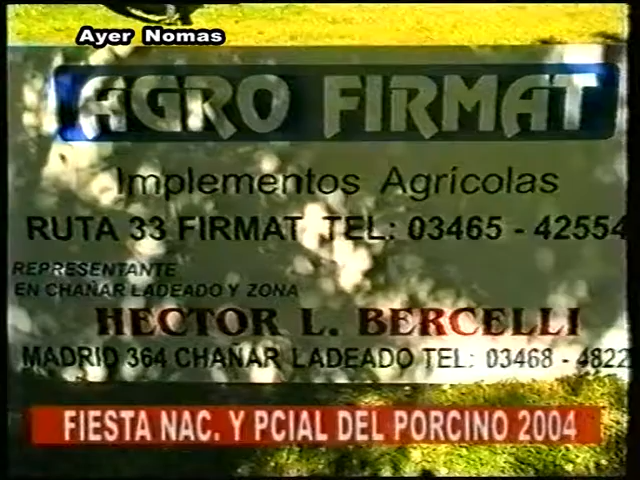 Ayer Nomas
AGRO FIRMAT
Implementos Agrícolas
RUTA 33 FIRMAT TEL: 03465 - 42554
REPRESENTANTE
EN CHAÑAR LADEADO Y ZONA
HECTOR L. BERCELLI
MADRID 364 CHAÑAR LADEADO TEL: 03468 - 4822
FIESTA NAC. Y PCIAL DEL PORCINO 2004